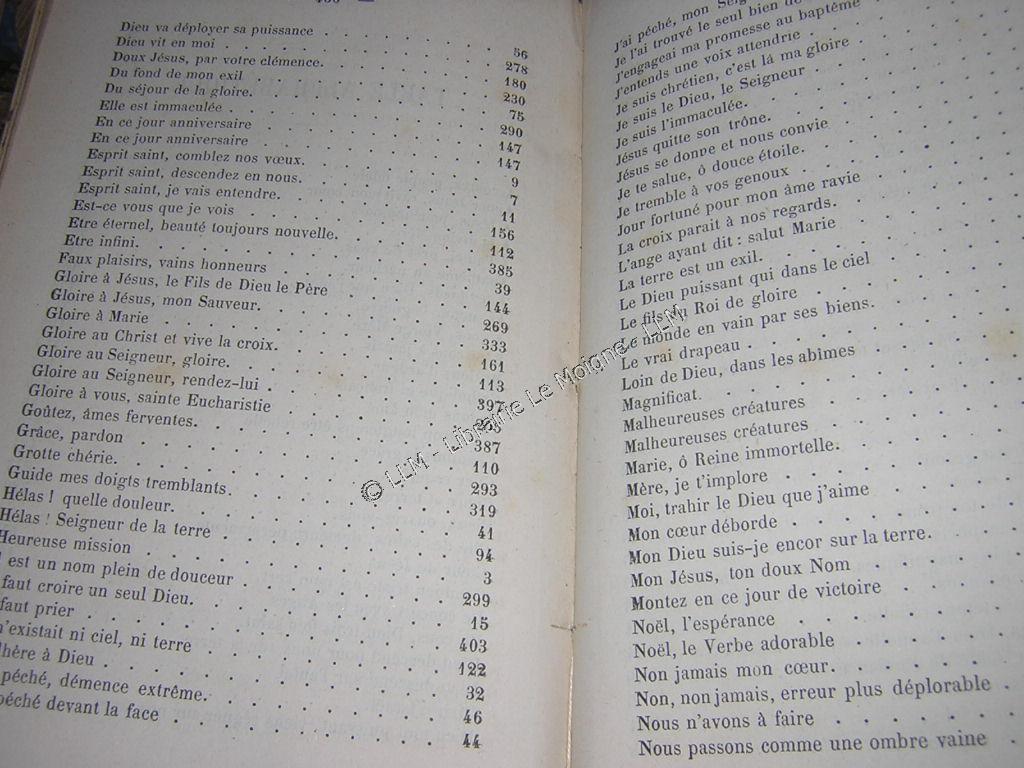 Dieu va déployer sa puissance . . . . . . 56
Dieu vit en moi . . . . . . 278
Doux Jésus, par votre clémence. . . . . . 180
Du fond de mon exil . . . . . . 230
Du séjour de la gloire. . . . . . 75
Elle est immaculée . . . . . . 290
En ce jour anniversaire . . . . . . 147
En ce jour anniversaire . . . . . . 147
Esprit saint, comblez nos vœux. . . . . . 9
Esprit saint, descendez en nous. . . . . . 7
Esprit saint, je vais entendre. . . . . . 11
Est-ce vous que je vois . . . . . . 156
Etre éternel, beauté toujours nouvelle. . . . . . 112
Etre infini. . . . . . 385
Faux plaisirs, vains honneurs . . . . . . 39
Gloire à Jésus, le Fils de Dieu le Père . . . . . . 144
Gloire à Jésus, mon Sauveur. . . . . . 269
Gloire à Marie . . . . . . 333
Gloire au Christ et vive la croix. . . . . . 161
Gloire au Seigneur, gloire. . . . . . 113
Gloire au Seigneur, rendez-lui . . . . . . 397
Gloire à vous, sainte Eucharistie . . . . . .
Goûtez, âmes ferventes. . . . . . 387
Grâce, pardon . . . . . . 110
Grotte chérie. . . . . . 293
Guide mes doigts tremblants. . . . . . 319
Hélas ! quelle douleur. . . . . . 41
Hélas ! Seigneur de la terre . . . . . . 94
Heureuse mission . . . . . . 3
l est un nom plein de douceur . . . . . . 299
faut croire un seul Dieu. . . . . . 15
faut prier . . . . . . 403
n'existait ni ciel, ni terre . . . . . . 122
hère à Dieu . . . . . . 32
péché, démence extrême. . . . . . 46
péché devant la face . . . . . . 44
J'ai péché, mon Seig
Je l'ai trouvé le seul bien de
J'engageai ma promesse au baptême
J'entends une voix attendrie . . .
Je suis chrétien, c'est là ma gloire . . .
Je suis le Dieu, le Seigneur . . .
Je suis l'immaculée. . . .
Jésus quitte son trône. . . .
Jésus se donne et nous convie . . .
Je te salue, ô douce étoile. . . .
Je tremble à vos genoux . . .
Jour fortuné pour mon âme ravie . . .
La croix parait à nos regards. . . .
L'ange ayant dit : salut Marie . . .
La terre est un exil. . . .
Le Dieu puissant qui dans le ciel . . .
Le fils du Roi de gloire . . .
Le monde en vain par ses biens. . . .
Le vrai drapeau . . .
Loin de Dieu, dans les abîmes . . .
Magnificat. . . .
Malheureuses créatures . . .
Malheureuses créatures . . .
Marie, ô Reine immortelle. . . .
Mère, je t'implore . . .
Moi, trahir le Dieu que j'aime . . .
Mon cœur déborde . . .
Mon Dieu suis-je encor sur la terre. . . .
Mon Jésus, ton doux Nom . . .
Montez en ce jour de victoire . . .
Noël, l'espérance . . .
Noël, le Verbe adorable . . .
Non jamais mon cœur. . . .
Non, non jamais, erreur plus déplorable . . .
Nous n'avons à faire . . .
Nous passons comme une ombre vaine . . .
© LLM - Librairie Le Moigne - LLM